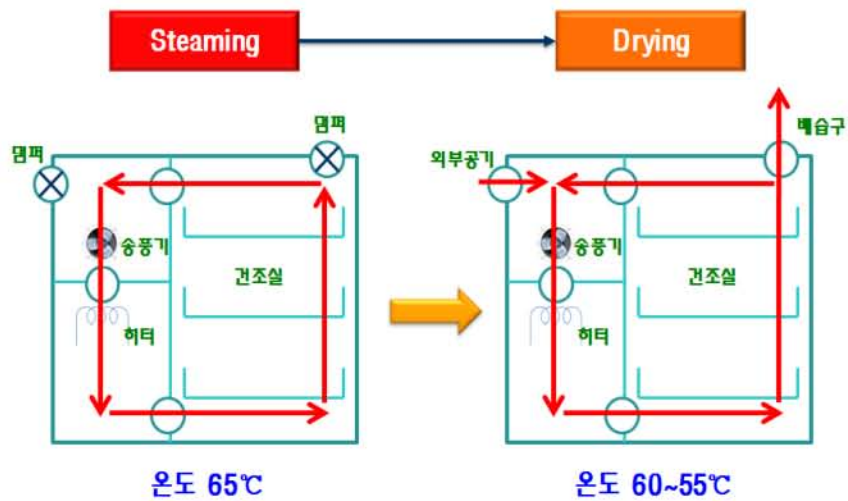 Steaming
Drying
댐퍼
댐퍼
송풍기
건조실
히터
온도 65℃
외부공기
배습구
송풍기
건조실
히터
온도 60~55℃